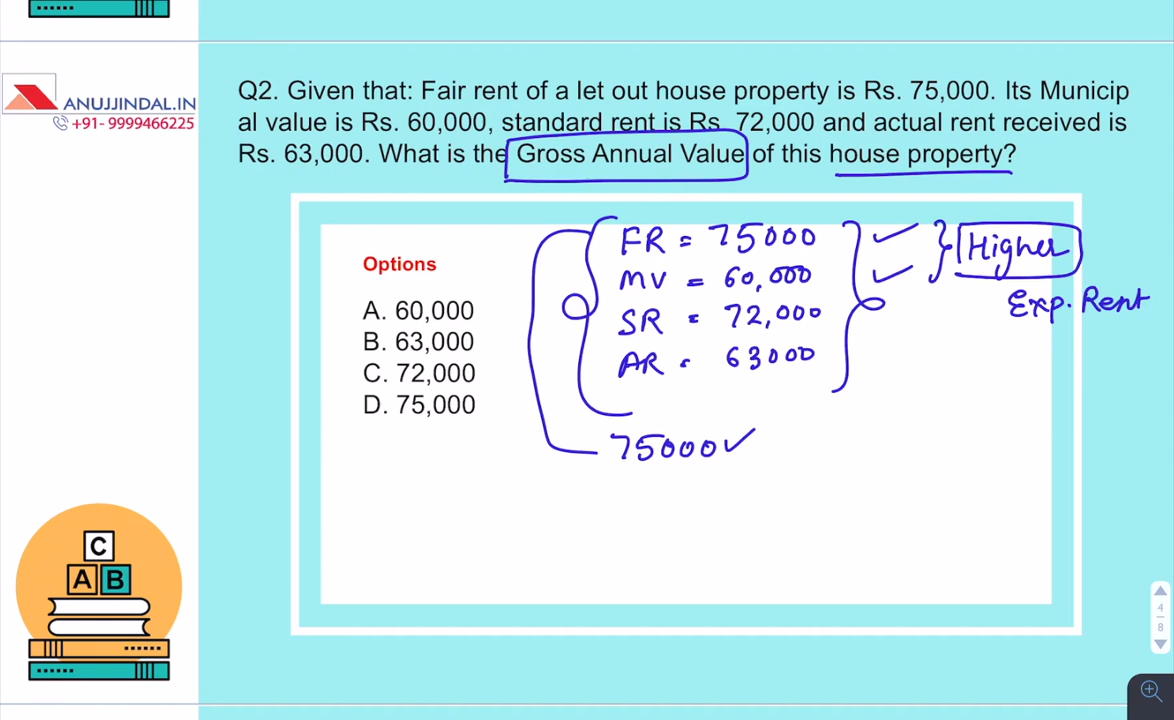 ANUJJINDAL.IN
+91- 9999466225
Q2. Given that: Fair rent of a let out house property is Rs. 75,000. Its Municip
al value is Rs. 60,000, standard rent is Rs. 72,000 and actual rent received is
Rs. 63,000. What is the Gross Annual Value of this house property?
Options
A. 60,000
B. 63,000
C. 72,000
D. 75,000
FR = 75000
MV = 60,000
SR = 72,000
AR = 63000
75000
Higher
Exp. Rent
C
A B
4
8